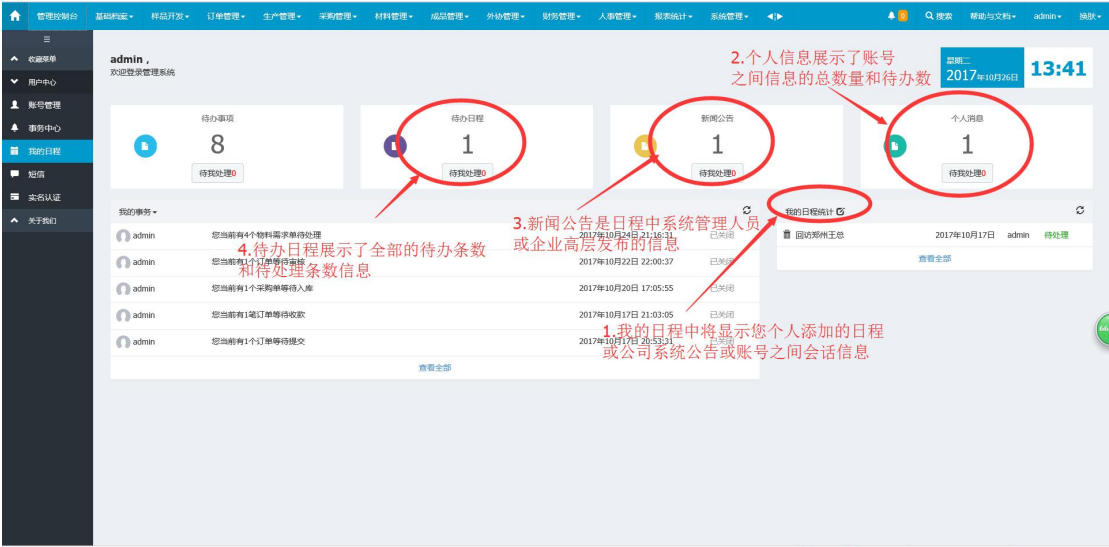 管理控制台 基础档案 样品开发 订单管理 生产管理 采购管理 材料管理 成品管理 外协管理 财务管理 人事管理 报表统计 系统管理 0 搜索 帮助与文档 admin 换肤
收藏菜单
用户中心
账号管理
事务中心
我的日程
短信
实名认证
关于我们
admin ,
欢迎登录管理系统
2.个人信息展示了账号
之间信息的总数量和待办数
星期二
2017年10月26日
13:41
待办事项
8
待我处理0
待办日程
1
待我处理0
新闻公告
1
待我处理0
个人消息
1
待我处理0
我的事务
admin 您当前有4个物料需求单待处理 2017年10月24日 21:16:31 已关闭
admin 您当前有1个订单等待审核 2017年10月22日 22:00:37 已关闭
admin 您当前有1个采购单等待入库 2017年10月20日 17:05:55 已关闭
admin 您当前有1笔订单等待收款 2017年10月17日 21:03:05 已关闭
admin 您当前有1个订单等待提交 2017年10月17日 20:53:31 已关闭
查看全部
我的日程统计
回访郑州王总 2017年10月17日 admin 待处理
查看全部
3.新闻公告是日程中系统管理人员
或企业高层发布的信息
4.待办日程展示了全部的待办条数
和待处理条数信息
1.我的日程中将显示您个人添加的日程
或公司系统公告或账号之间会话信息